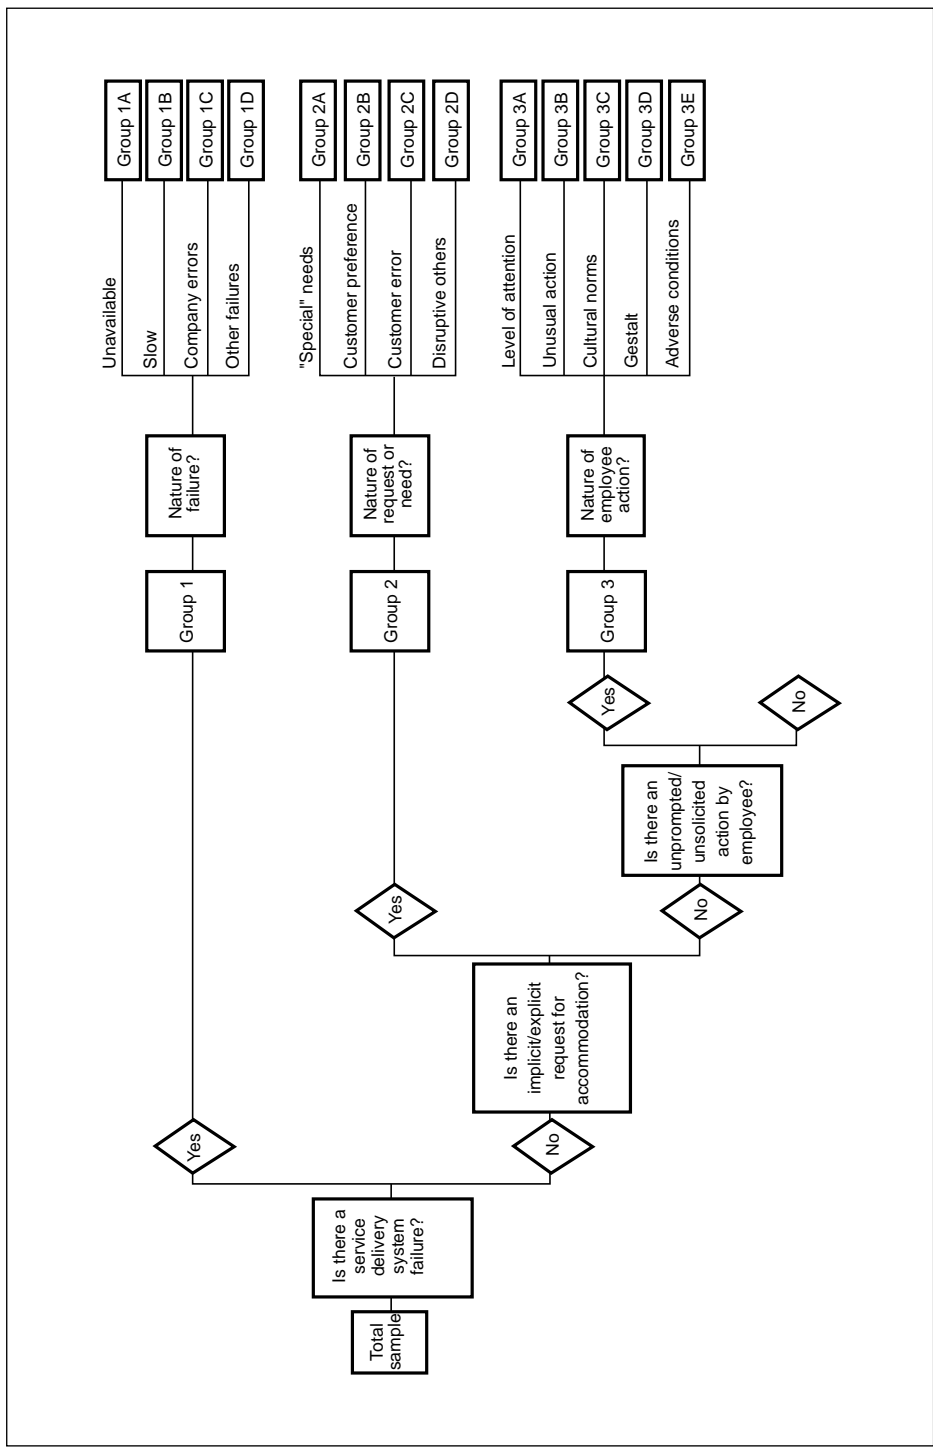 Total
sample
Is there a
service
delivery
system
failure?
Yes
No
Is there an
implicit/explicit
request for
accommodation?
Yes
No
Is there an
unprompted/
unsolicited
action by
employee?
Yes
No
Group 1
Nature of
failure?
Unavailable
Group 1A
Slow
Group 1B
Company errors
Group 1C
Other failures
Group 1D
Group 2
Nature of
request or
need?
"Special" needs
Group 2A
Customer preference
Group 2B
Customer error
Group 2C
Disruptive others
Group 2D
Group 3
Nature of
employee
action?
Level of attention
Group 3A
Unusual action
Group 3B
Cultural norms
Group 3C
Gestalt
Group 3D
Adverse conditions
Group 3E